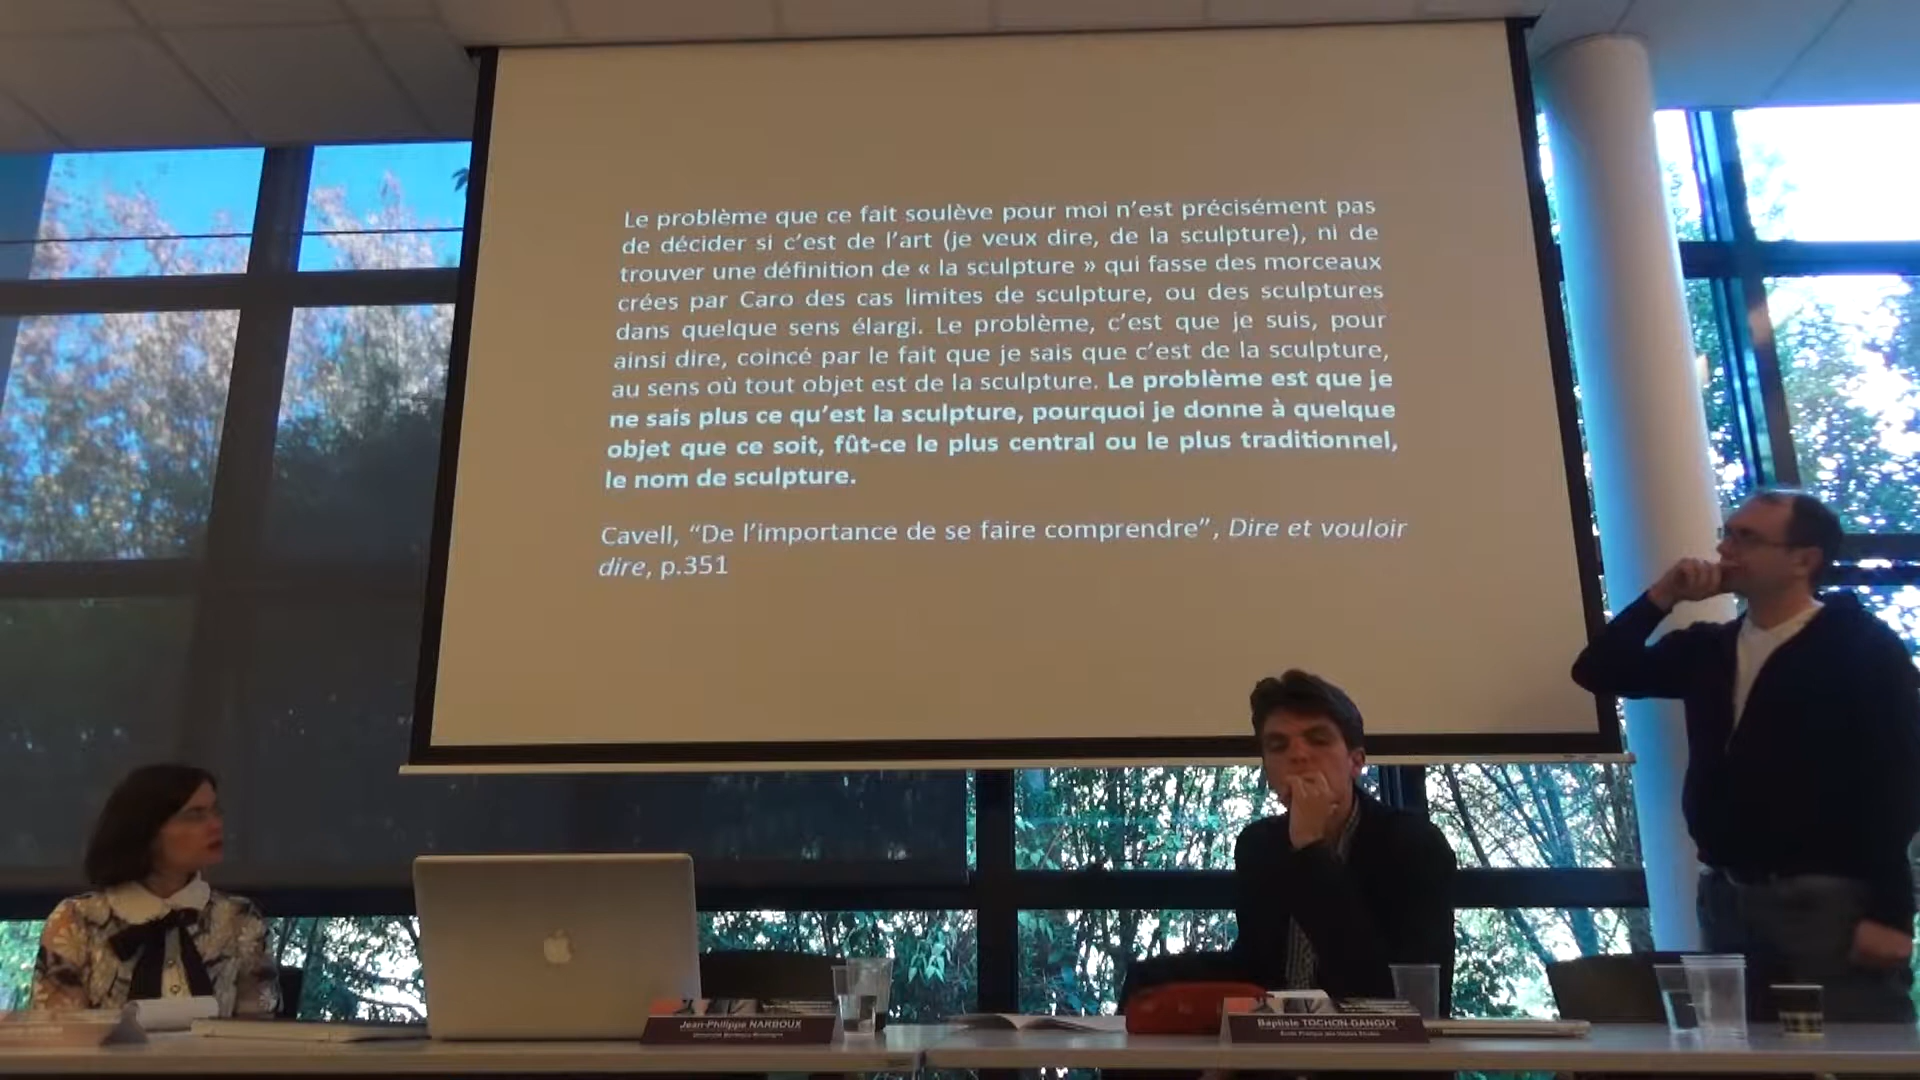 Le problème que ce fait soulève pour moi n’est précisément pas
de décider si c’est de l’art (je veux dire, de la sculpture), ni de
trouver une définition de « la sculpture » qui fasse des morceaux
crées par Caro des cas limites de sculpture, ou des sculptures
dans quelque sens élargi. Le problème, c’est que je suis, pour
ainsi dire, coincé par le fait que je sais que c’est de la sculpture,
au sens où tout objet est de la sculpture. Le problème est que je
ne sais plus ce qu’est la sculpture, pourquoi je donne à quelque
objet que ce soit, fût-ce le plus central ou le plus traditionnel,
le nom de sculpture.
Cavell, “De l’importance de se faire comprendre”, Dire et vouloir
dire, p.351
Jean-Philippe NARBOUX
Baptiste TOCHON-DANGUY